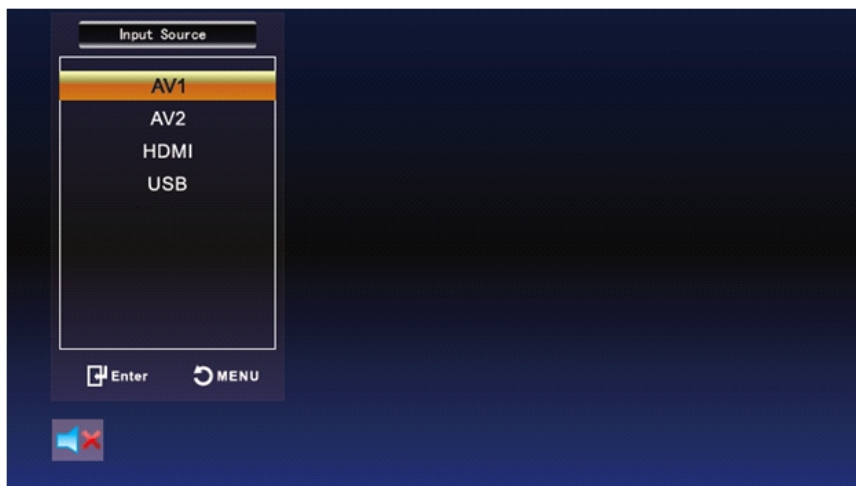 Input Source
AV1
AV2
HDMI
USB
Enter MENU